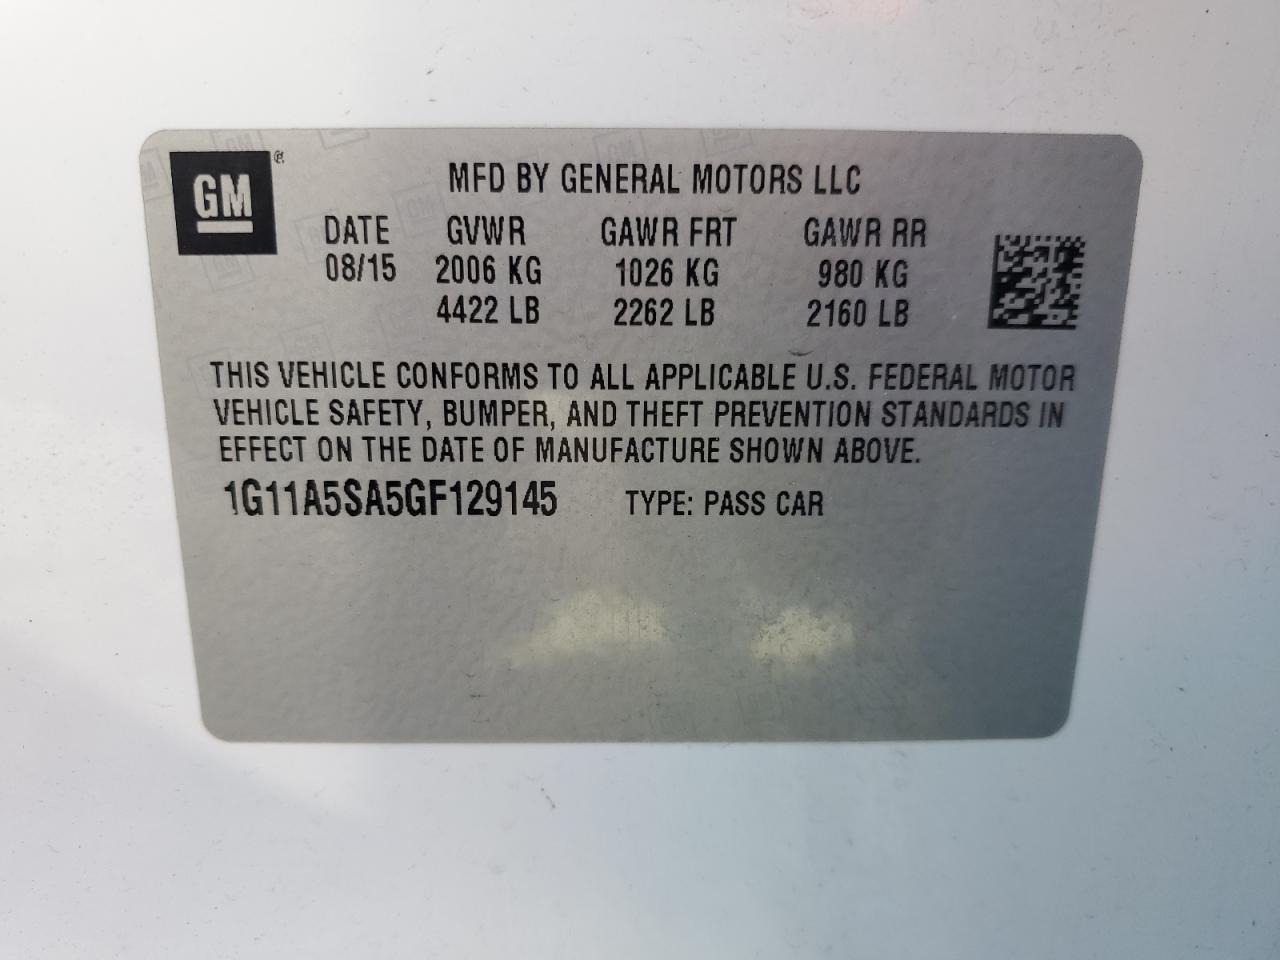 GM ®
MFD BY GENERAL MOTORS LLC
DATE GVWR GAWR FRT GAWR RR
08/15 2006 KG 1026 KG 980 KG
4422 LB 2262 LB 2160 LB
THIS VEHICLE CONFORMS TO ALL APPLICABLE U.S. FEDERAL MOTOR
VEHICLE SAFETY, BUMPER, AND THEFT PREVENTION STANDARDS IN
EFFECT ON THE DATE OF MANUFACTURE SHOWN ABOVE.
1G11A5SA5GF129145 TYPE: PASS CAR